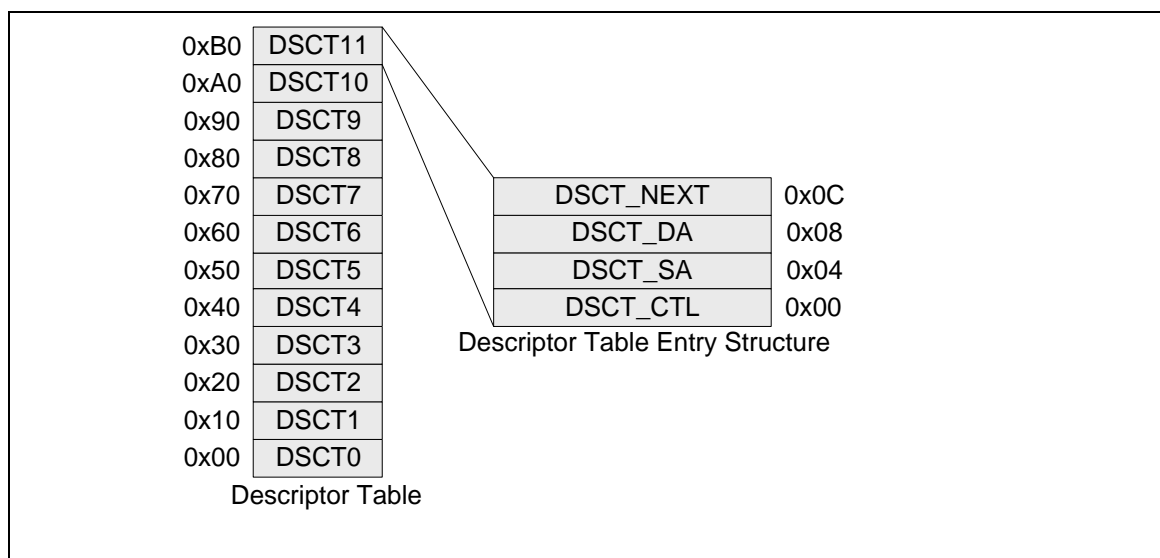 0xB0 DSCT11
0xA0 DSCT10
0x90 DSCT9
0x80 DSCT8
0x70 DSCT7 DSCT_NEXT 0x0C
0x60 DSCT6 DSCT_DA 0x08
0x50 DSCT5 DSCT_SA 0x04
0x40 DSCT4 DSCT_CTL 0x00
0x30 DSCT3 Descriptor Table Entry Structure
0x20 DSCT2
0x10 DSCT1
0x00 DSCT0
Descriptor Table